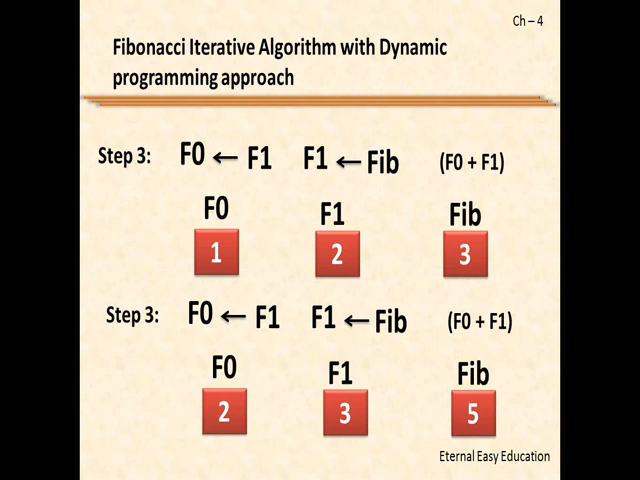 Ch – 4
Fibonacci Iterative Algorithm with Dynamic
programming approach
Step 3: F0 ← F1 F1 ← Fib (F0 + F1)
F0 F1 Fib
1 2 3
Step 3: F0 ← F1 F1 ← Fib (F0 + F1)
F0 F1 Fib
2 3 5
Eternal Easy Education